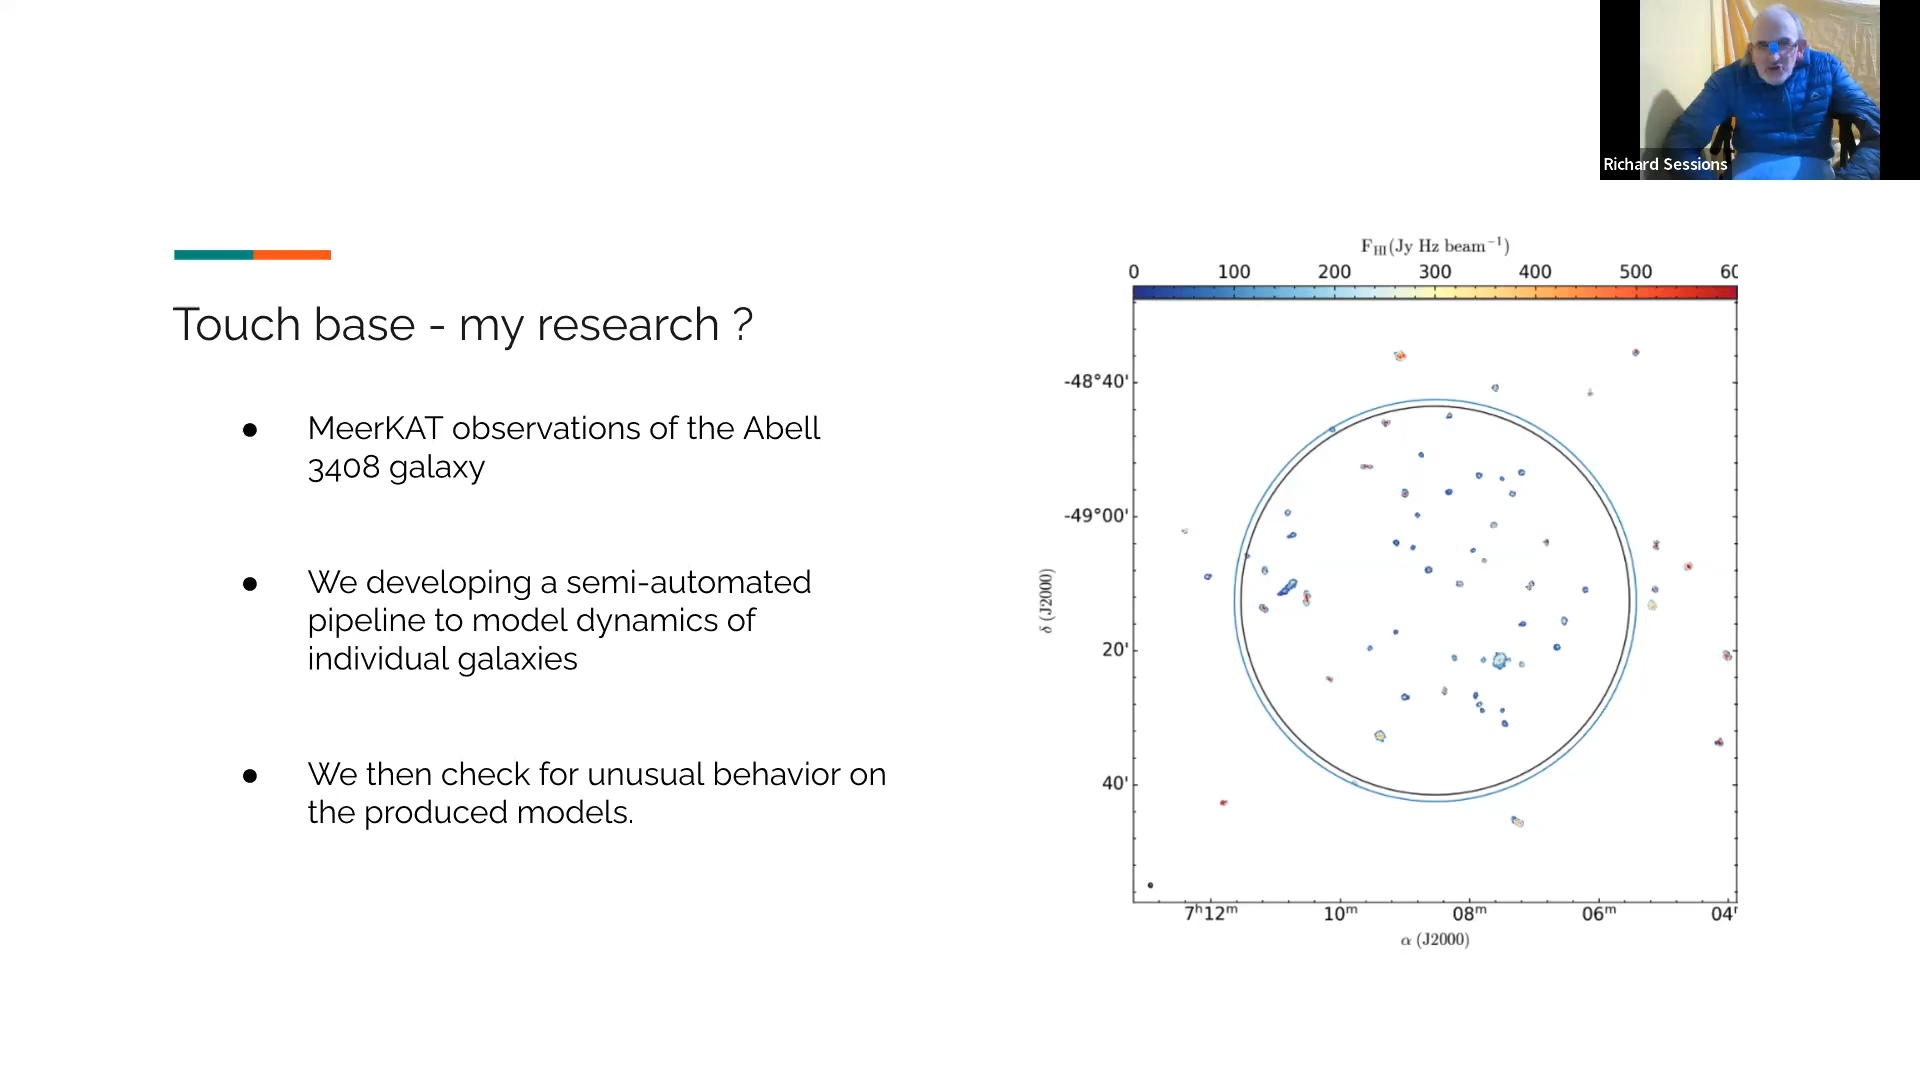 Richard Sessions
Touch base - my research ?
● MeerKAT observations of the Abell
3408 galaxy
● We developing a semi-automated
pipeline to model dynamics of
individual galaxies
● We then check for unusual behavior on
the produced models.
F_HI(Jy Hz beam⁻¹)
0 100 200 300 400 500 60
-48°40'
-49°00'
20'
40'
δ (J2000)
7ʰ12ᵐ 10ᵐ 08ᵐ 06ᵐ 04
α (J2000)